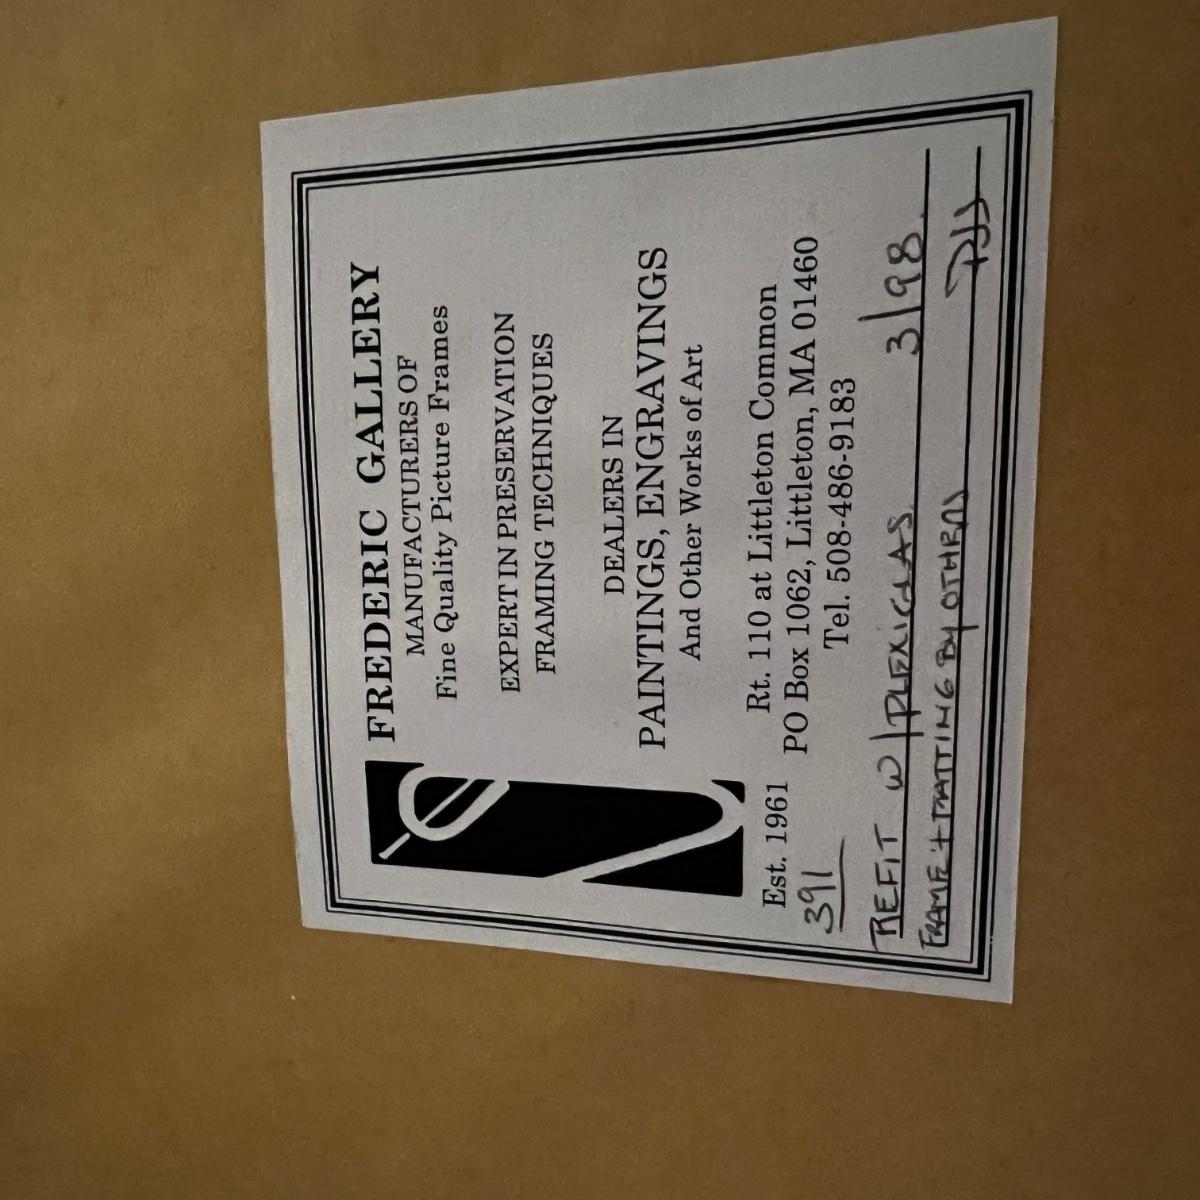 FREDERIC GALLERY
MANUFACTURERS OF
Fine Quality Picture Frames
EXPERT IN PRESERVATION
FRAMING TECHNIQUES
DEALERS IN
PAINTINGS, ENGRAVINGS
And Other Works of Art
Rt. 110 at Littleton Common
Est. 1961 PO Box 1062, Littleton, MA 01460
391 Tel. 508-486-9183
REFIT W/PLEXIGLAS 3/98
FRAME + MATTING BY OTHERS